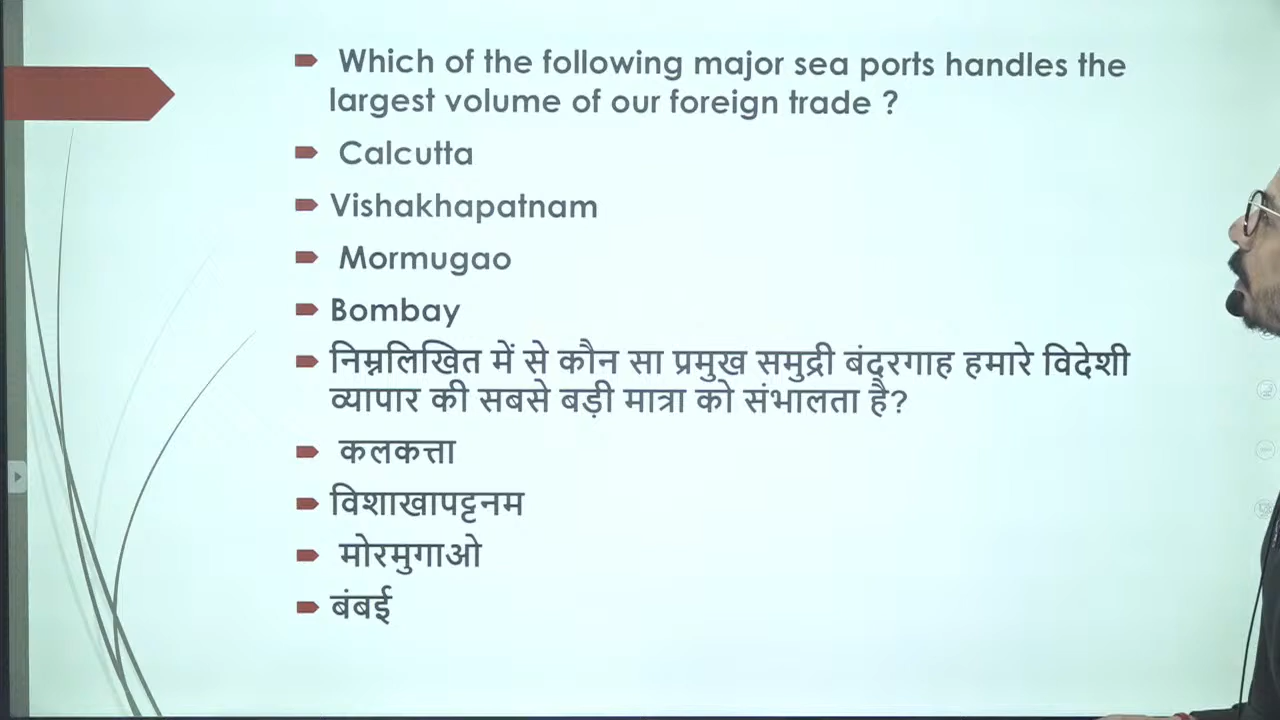 Which of the following major sea ports handles the
largest volume of our foreign trade ?
Calcutta
Vishakhapatnam
Mormugao
Bombay
निम्नलिखित में से कौन सा प्रमुख समुद्री बंदरगाह हमारे विदेशी
व्यापार की सबसे बड़ी मात्रा को संभालता है?
कलकत्ता
विशाखापट्टनम
मोरमुगाओ
बंबई